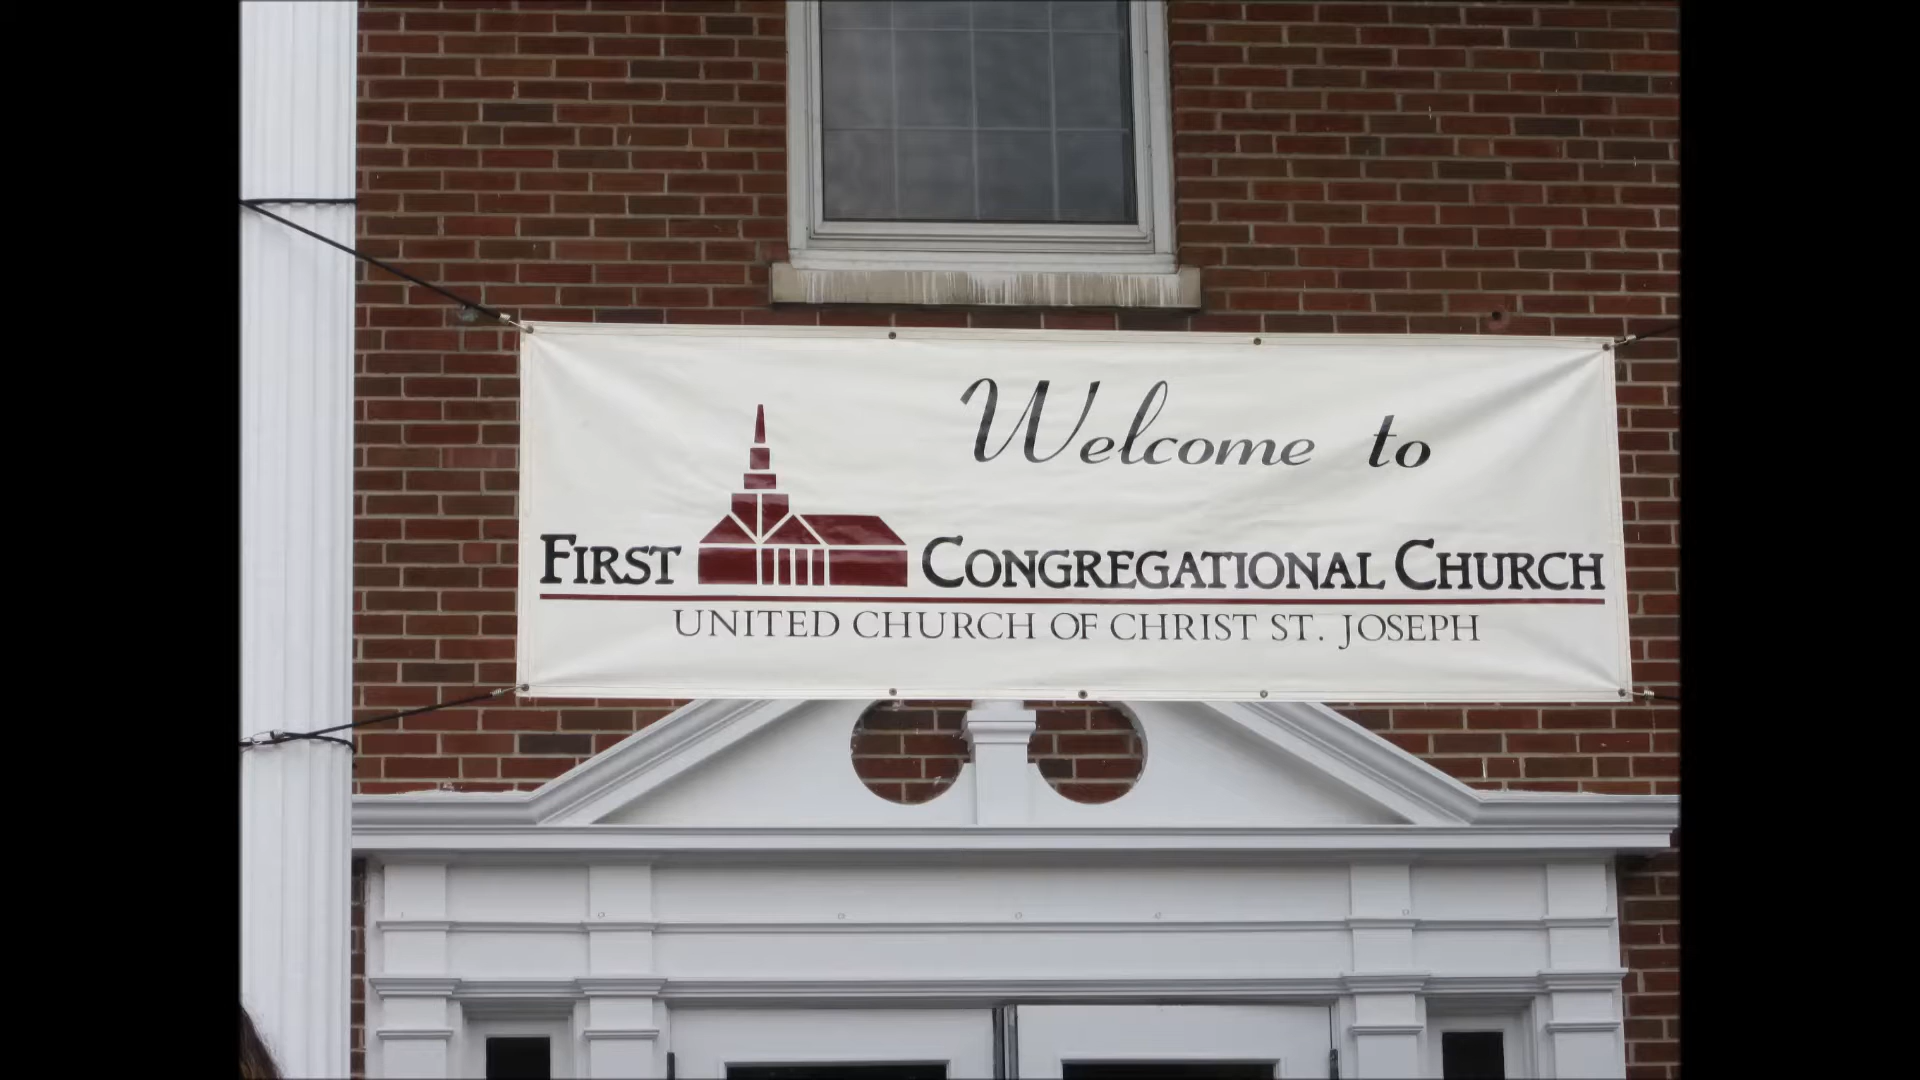 Welcome to
FIRST CONGREGATIONAL CHURCH
UNITED CHURCH OF CHRIST ST. JOSEPH